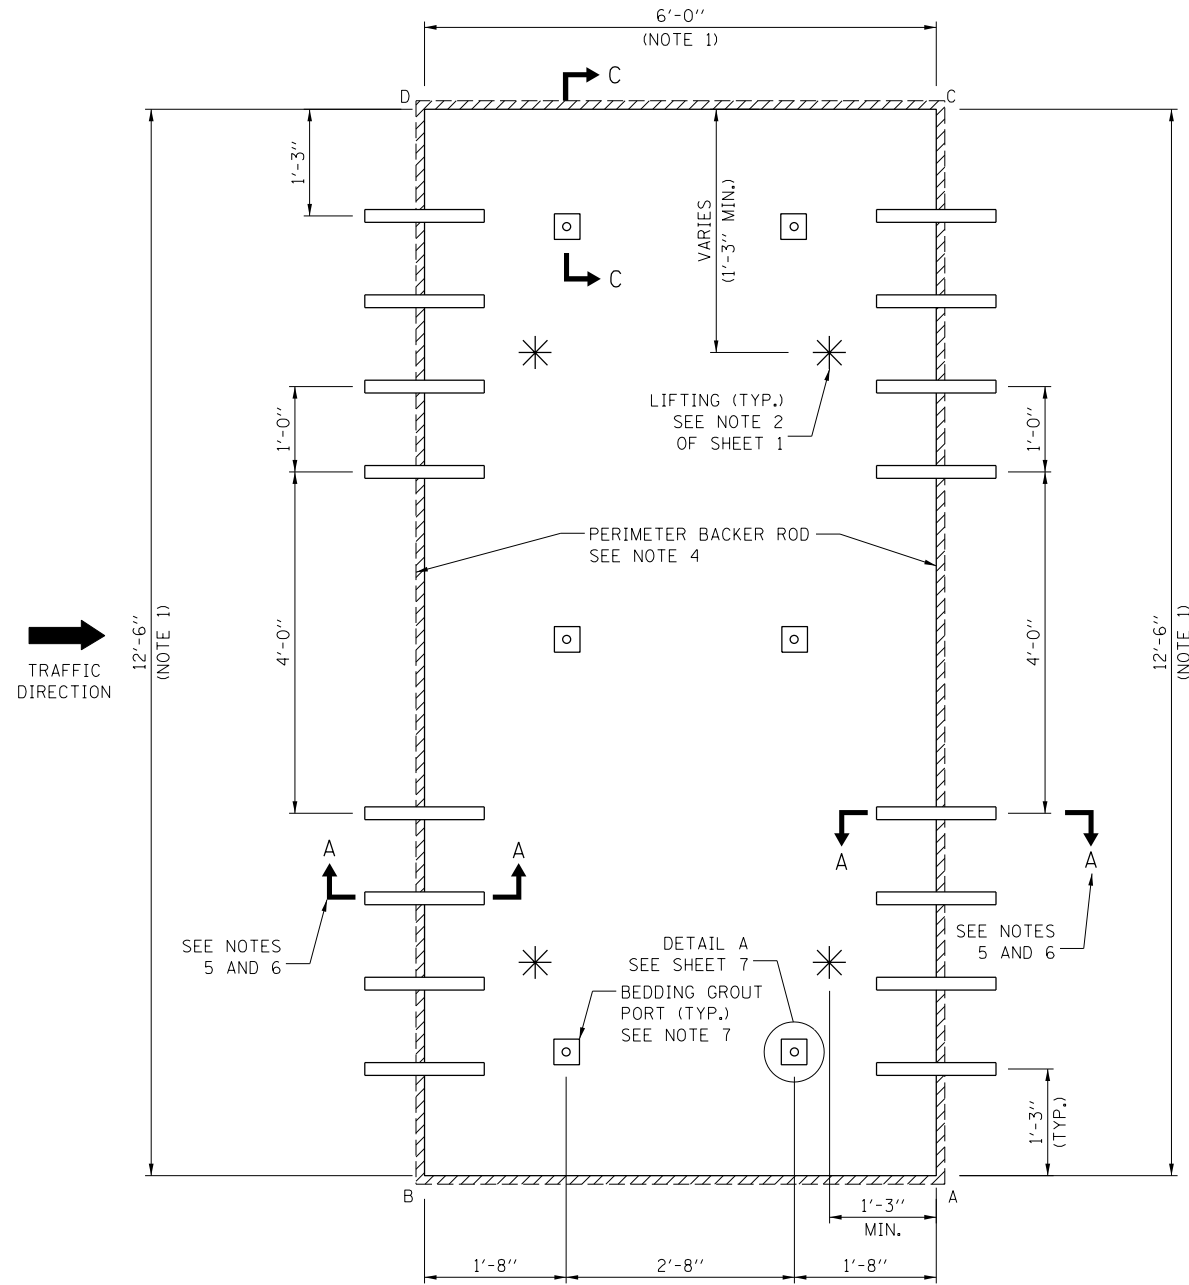 6'-0"
(NOTE 1)
C
D
C
1'-3"
VARIES
(1'-3" MIN.)
C
LIFTING (TYP.)
SEE NOTE 2
OF SHEET 1
1'-0"
1'-0"
PERIMETER BACKER ROD
SEE NOTE 4
TRAFFIC
DIRECTION
12'-6"
(NOTE 1)
4'-0"
4'-0"
12'-6"
(NOTE 1)
A
A
A
A
SEE NOTES
5 AND 6
SEE NOTES
5 AND 6
DETAIL A
SEE SHEET 7
BEDDING GROUT
PORT (TYP.)
SEE NOTE 7
1'-3"
(TYP.)
B
A
1'-3"
MIN.
1'-8"
2'-8"
1'-8"